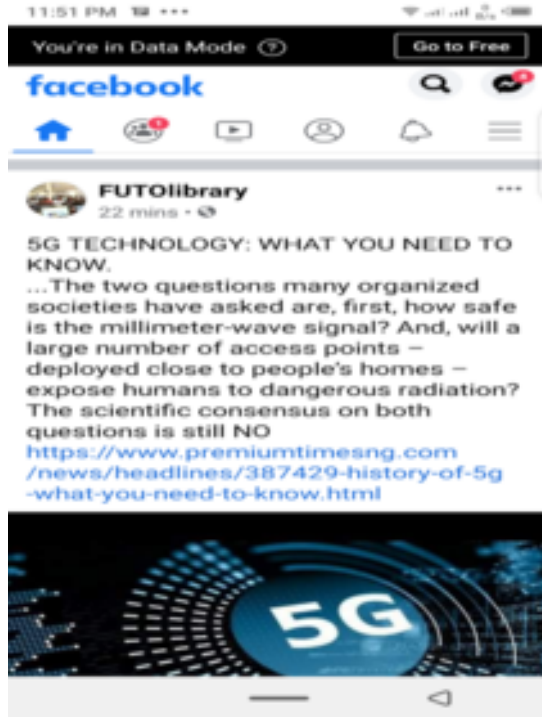 11:51 PM
You're in Data Mode
Go to Free
facebook
FUTOlibrary
22 mins •
5G TECHNOLOGY: WHAT YOU NEED TO
KNOW.
...The two questions many organized
societies have asked are, first, how safe
is the millimeter-wave signal? And, will a
large number of access points –
deployed close to people's homes –
expose humans to dangerous radiation?
The scientific consensus on both
questions is still NO
https://www.premiumtimesng.com
/news/headlines/387429-history-of-5g
-what-you-need-to-know.html
5G